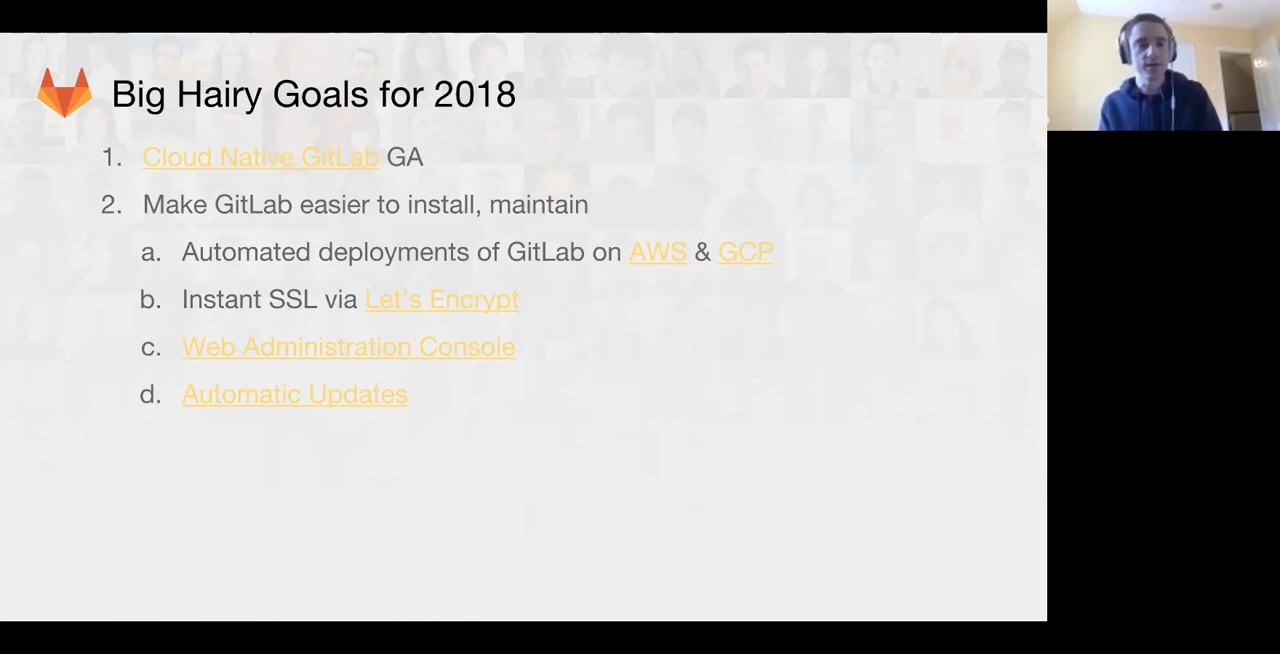 Big Hairy Goals for 2018
1. Cloud Native GitLab GA
2. Make GitLab easier to install, maintain
a. Automated deployments of GitLab on AWS & GCP
b. Instant SSL via Let's Encrypt
c. Web Administration Console
d. Automatic Updates